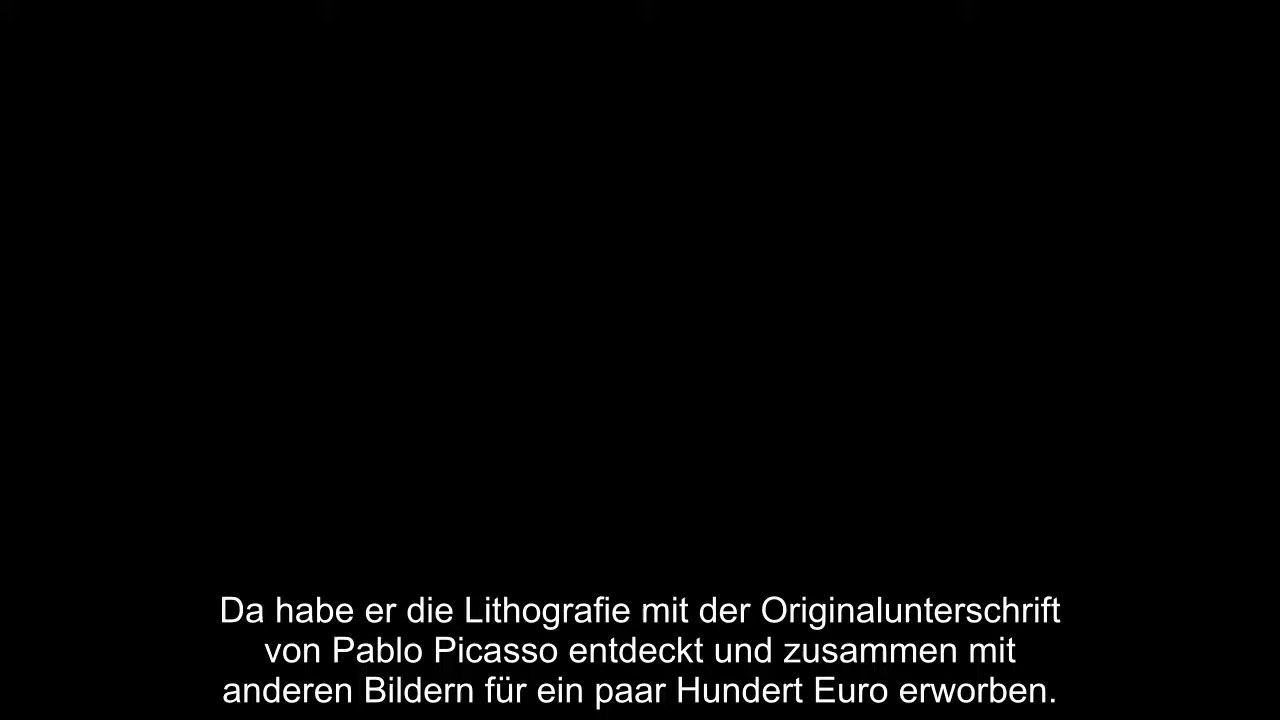 Da habe er die Lithografie mit der Originalunterschrift
von Pablo Picasso entdeckt und zusammen mit
anderen Bildern für ein paar Hundert Euro erworben.